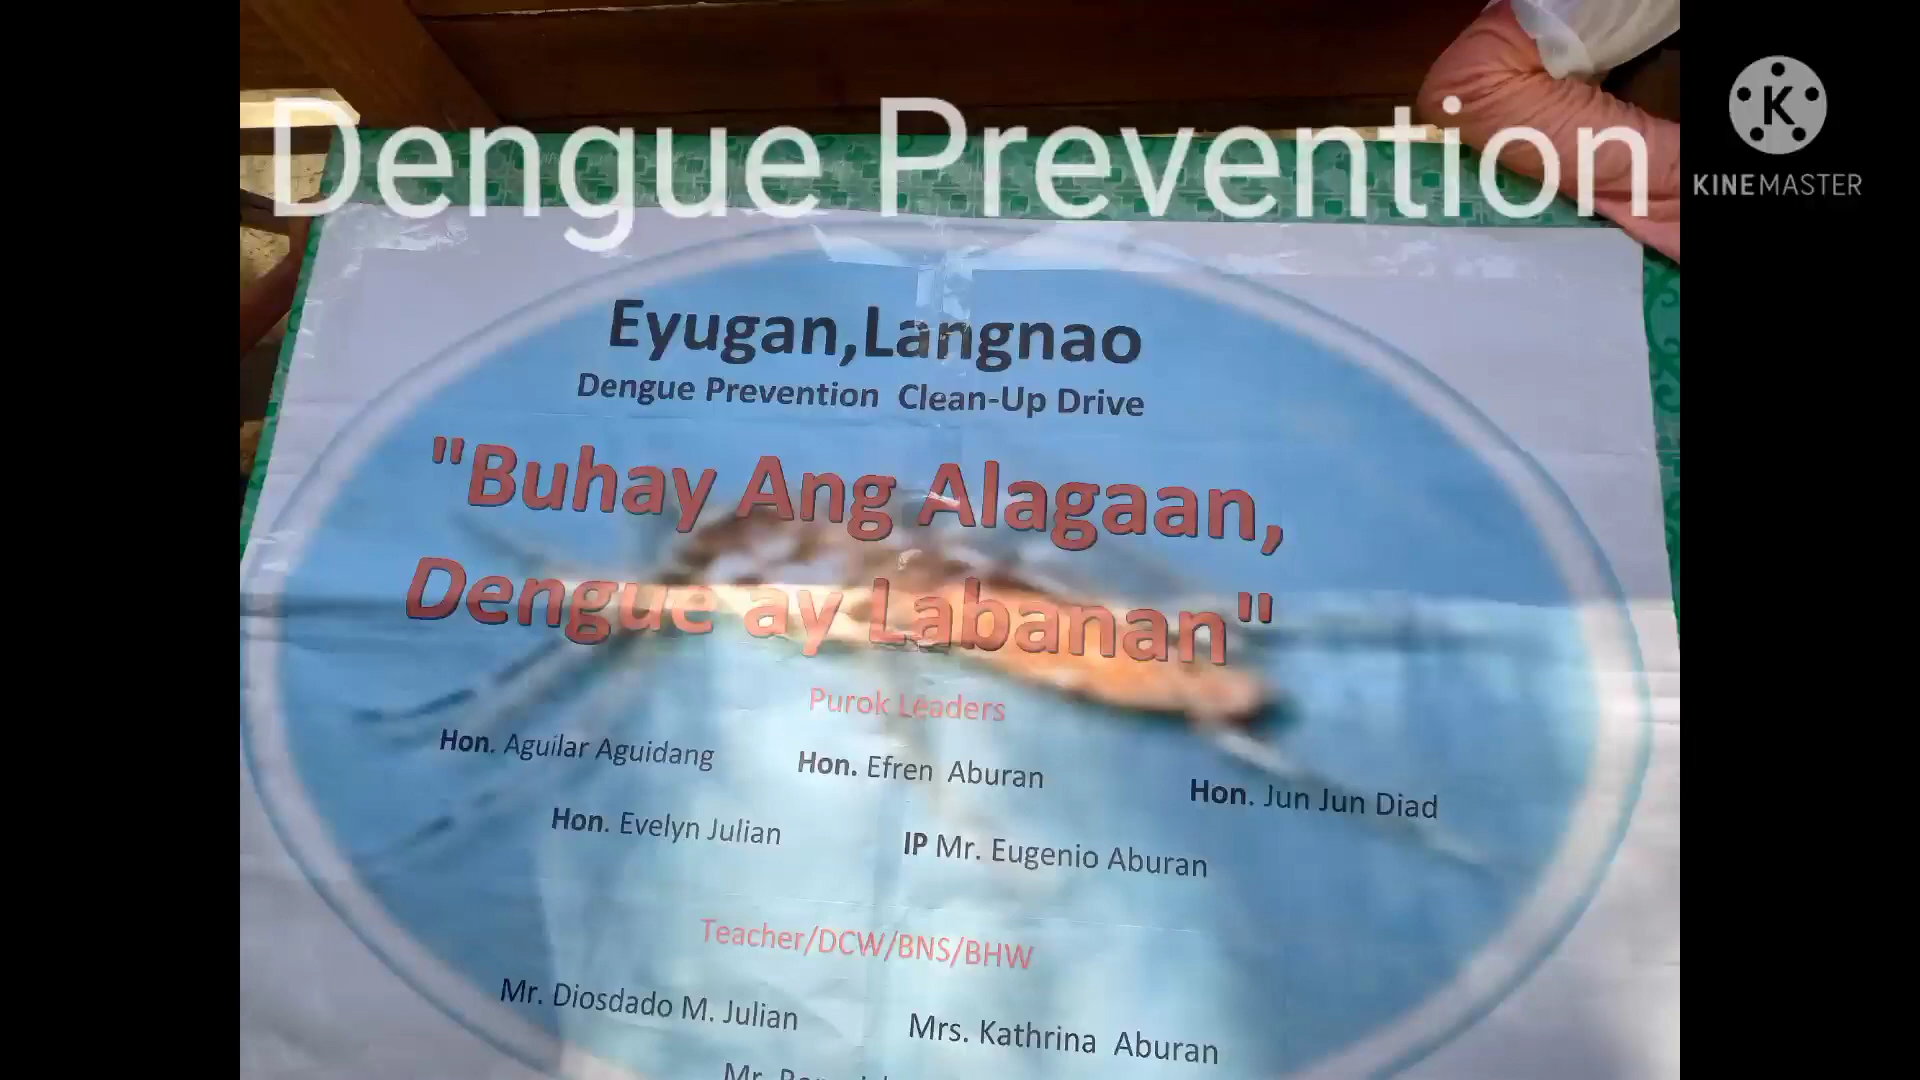 Dengue Prevention
KINEMASTER
Eyugan,Langnao
Dengue Prevention Clean-Up Drive
"Buhay Ang Alagaan,
Dengue ay Labanan"
Purok Leaders
Hon. Aguilar Aguidang Hon. Efren Aburan Hon. Jun Jun Diad
Hon. Evelyn Julian IP Mr. Eugenio Aburan
Teacher/DCW/BNS/BHW
Mr. Diosdado M. Julian Mrs. Kathrina Aburan
Mr.